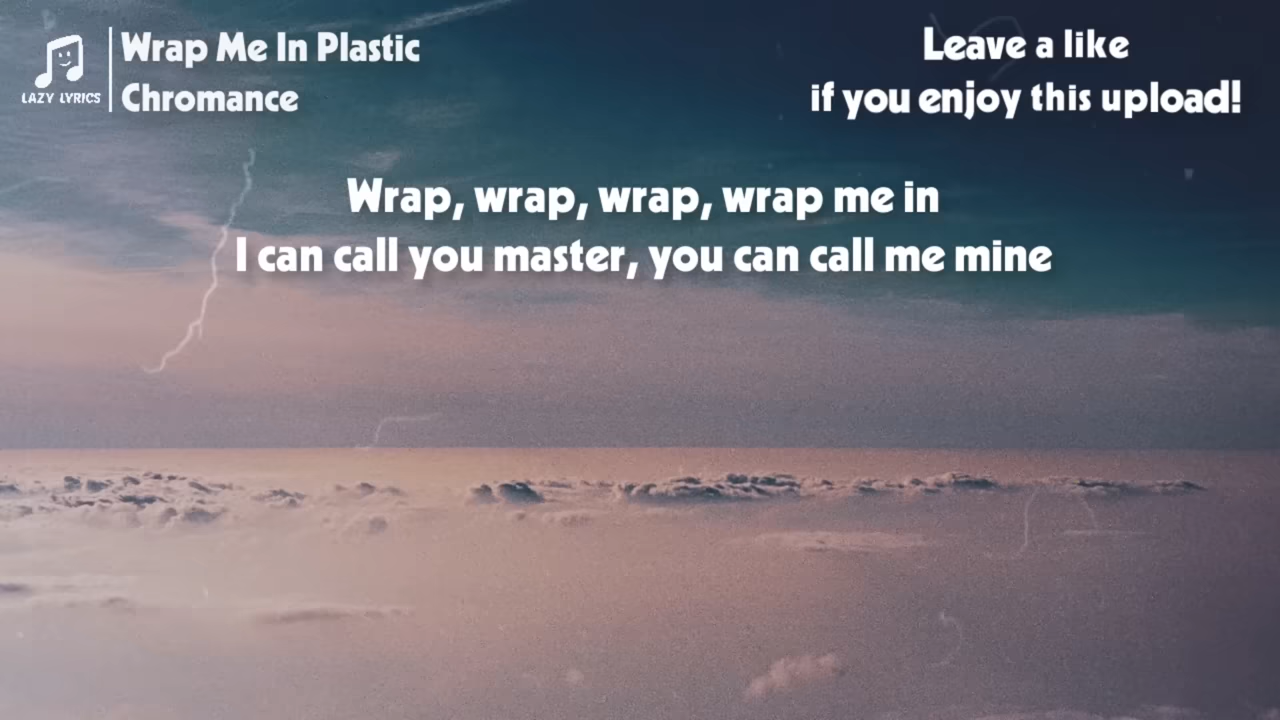 Wrap Me In Plastic
Chromance
LAZY LYRICS
Leave a like
if you enjoy this upload!
Wrap, wrap, wrap, wrap me in
I can call you master, you can call me mine